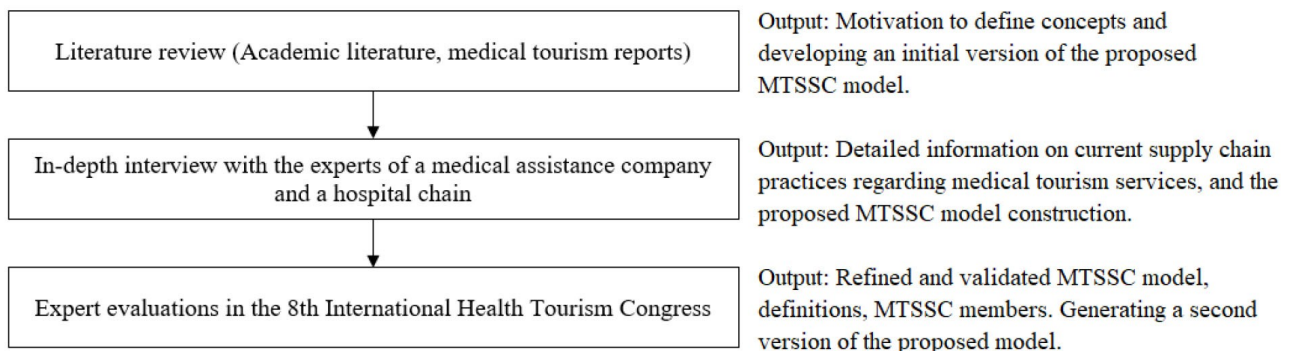 Literature review (Academic literature, medical tourism reports)
Output: Motivation to define concepts and
developing an initial version of the proposed
MTSSC model.
In-depth interview with the experts of a medical assistance company
and a hospital chain
Output: Detailed information on current supply chain
practices regarding medical tourism services, and the
proposed MTSSC model construction.
Expert evaluations in the 8th International Health Tourism Congress
Output: Refined and validated MTSSC model,
definitions, MTSSC members. Generating a second
version of the proposed model.